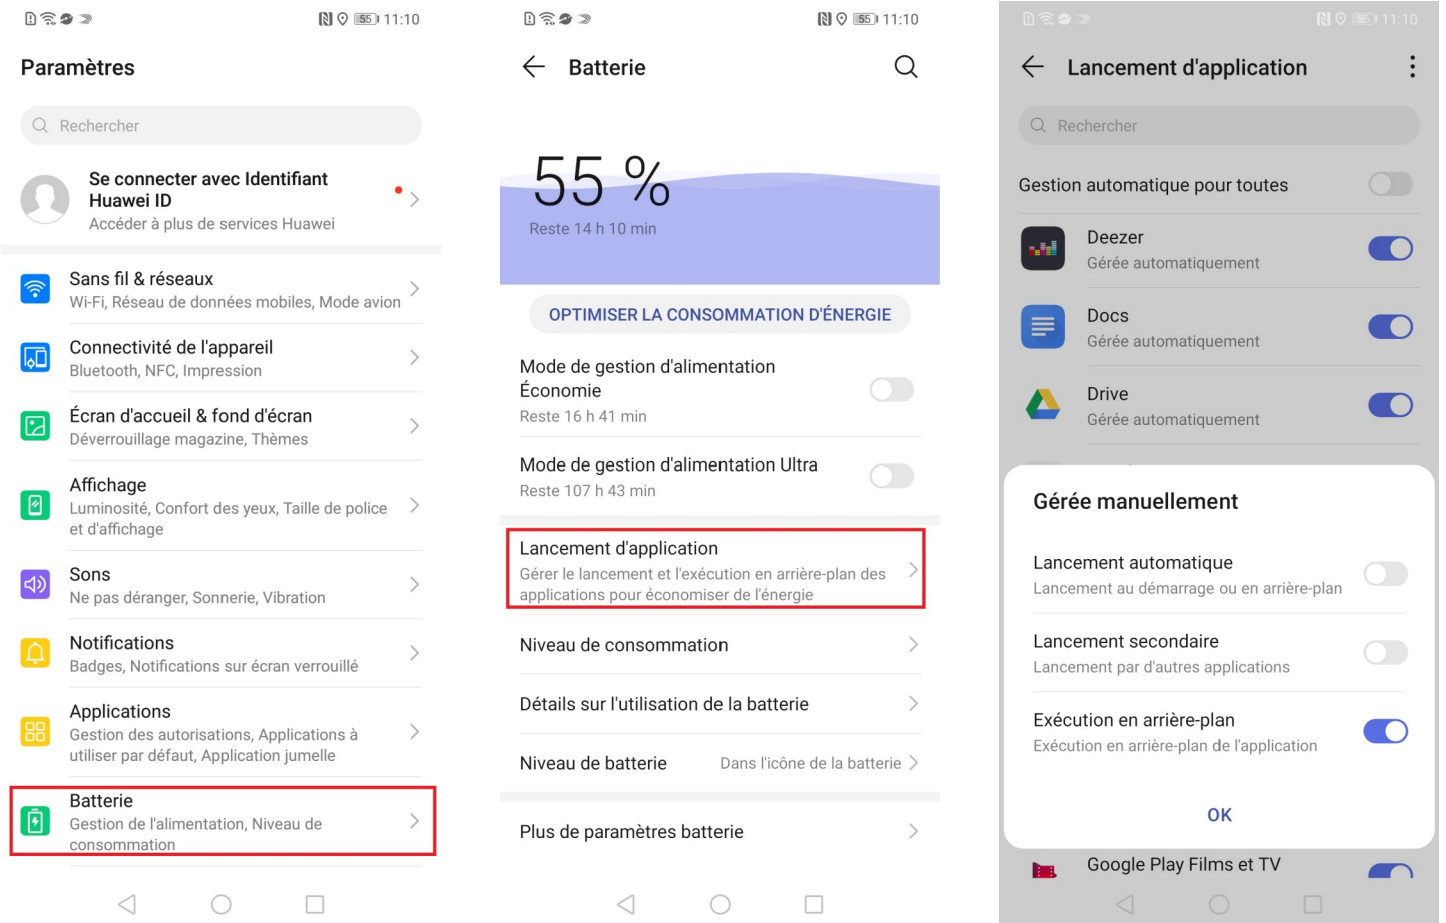 55 11:10
Paramètres
Rechercher
Se connecter avec Identifiant
Huawei ID
Accéder à plus de services Huawei
Sans fil & réseaux
Wi-Fi, Réseau de données mobiles, Mode avion
Connectivité de l'appareil
Bluetooth, NFC, Impression
Écran d'accueil & fond d'écran
Déverrouillage magazine, Thèmes
Affichage
Luminosité, Confort des yeux, Taille de police
et d'affichage
Sons
Ne pas déranger, Sonnerie, Vibration
Notifications
Badges, Notifications sur écran verrouillé
Applications
Gestion des autorisations, Applications à
utiliser par défaut, Application jumelle
Batterie
Gestion de l'alimentation, Niveau de
consommation
55 11:10
Batterie
55 %
Reste 14 h 10 min
OPTIMISER LA CONSOMMATION D'ÉNERGIE
Mode de gestion d'alimentation
Économie
Reste 16 h 41 min
Mode de gestion d'alimentation Ultra
Reste 107 h 43 min
Lancement d'application
Gérer le lancement et l'exécution en arrière-plan des
applications pour économiser de l'énergie
Niveau de consommation
Détails sur l'utilisation de la batterie
Niveau de batterie Dans l'icône de la batterie
Plus de paramètres batterie
55 11:10
Lancement d'application
Rechercher
Gestion automatique pour toutes
Deezer
Gérée automatiquement
Docs
Gérée automatiquement
Drive
Gérée automatiquement
Gérée manuellement
Lancement automatique
Lancement au démarrage ou en arrière-plan
Lancement secondaire
Lancement par d'autres applications
Exécution en arrière-plan
Exécution en arrière-plan de l'application
OK
Google Play Films et TV